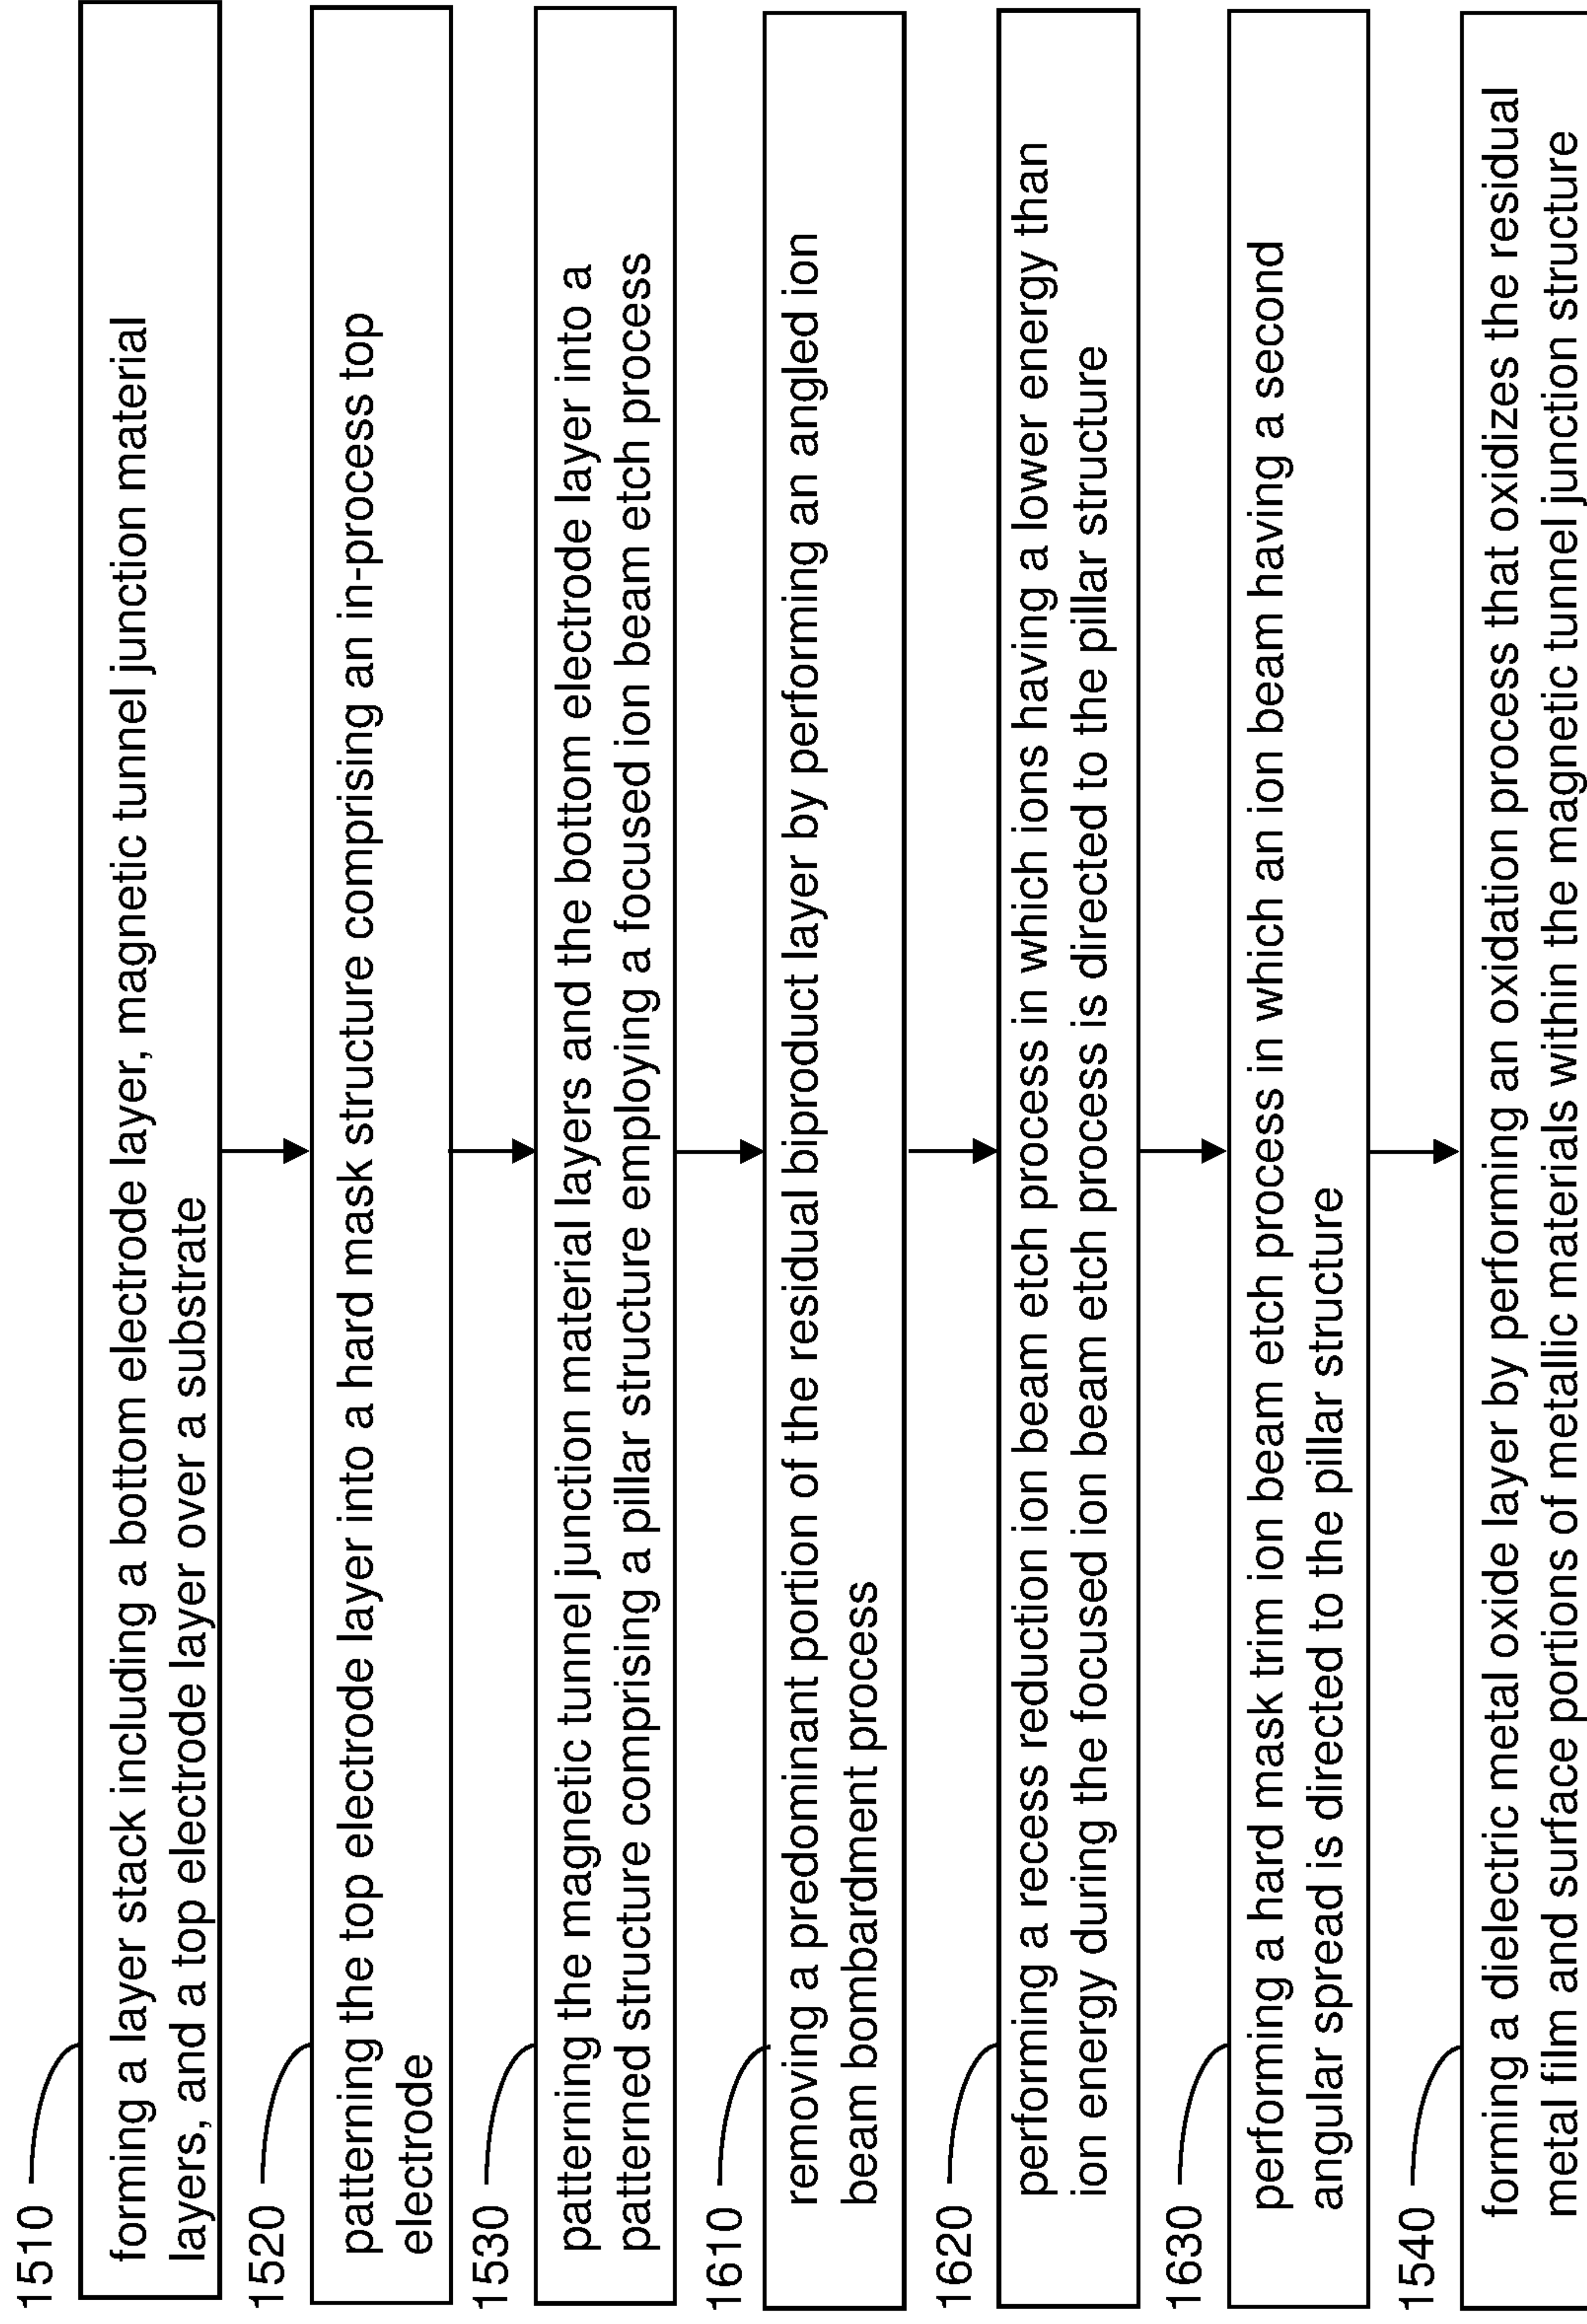 1510
forming a layer stack including a bottom electrode layer, magnetic tunnel junction material
layers, and a top electrode layer over a substrate
1520
patterning the top electrode layer into a hard mask structure comprising an in-process top
electrode
1530
patterning the magnetic tunnel junction material layers and the bottom electrode layer into a
patterned structure comprising a pillar structure employing a focused ion beam etch process
1610
removing a predominant portion of the residual biproduct layer by performing an angled ion
beam bombardment process
1620
performing a recess reduction ion beam etch process in which ions having a lower energy than
ion energy during the focused ion beam etch process is directed to the pillar structure
1630
performing a hard mask trim ion beam etch process in which an ion beam having a second
angular spread is directed to the pillar structure
1540
forming a dielectric metal oxide layer by performing an oxidation process that oxidizes the residual
metal film and surface portions of metallic materials within the magnetic tunnel junction structure